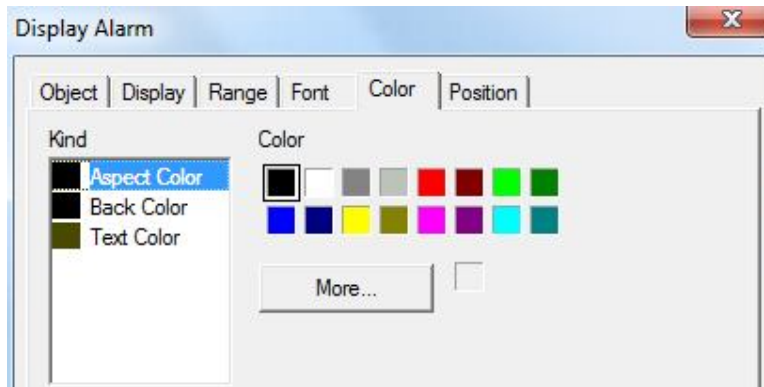 Display Alarm
Object Display Range Font Color Position
Kind Color
Aspect Color
Back Color
Text Color
More...